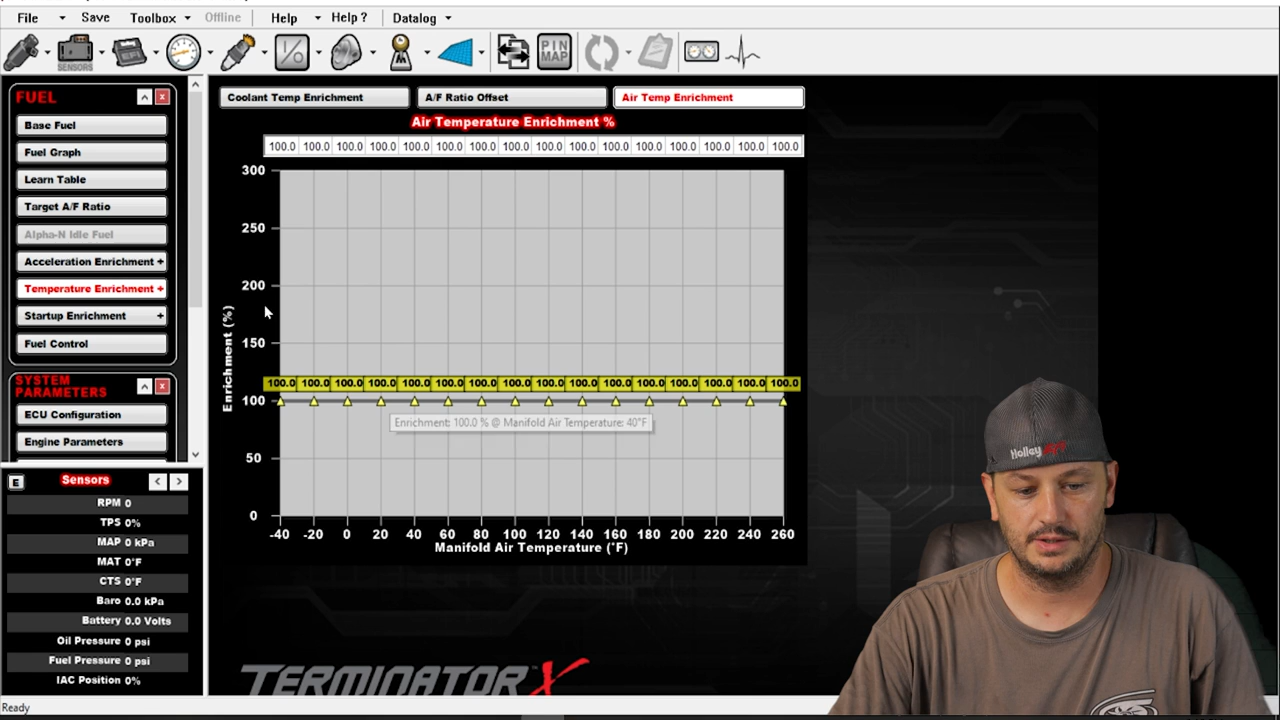 File Save Toolbox Offline Help Help ? Datalog
SENSORS EFI I/O PIN MAP
FUEL
Base Fuel
Fuel Graph
Learn Table
Target A/F Ratio
Alpha-N Idle Fuel
Acceleration Enrichment +
Temperature Enrichment +
Startup Enrichment +
Fuel Control
SYSTEM
PARAMETERS
ECU Configuration
Engine Parameters
E Sensors < >
RPM 0
TPS 0%
MAP 0 kPa
MAT 0°F
CTS 0°F
Baro 0.0 kPa
Battery 0.0 Volts
Oil Pressure 0 psi
Fuel Pressure 0 psi
IAC Position 0%
Ready
Coolant Temp Enrichment A/F Ratio Offset Air Temp Enrichment
Air Temperature Enrichment %
100.0 100.0 100.0 100.0 100.0 100.0 100.0 100.0 100.0 100.0 100.0 100.0 100.0 100.0 100.0 100.0
300
250
200
150
100
50
0
Enrichment (%)
100.0 100.0 100.0 100.0 100.0 100.0 100.0 100.0 100.0 100.0 100.0 100.0 100.0 100.0 100.0 100.0
Enrichment: 100.0 % @ Manifold Air Temperature: 40°F
-40 -20 0 20 40 60 80 100 120 140 160 180 200 220 240 260
Manifold Air Temperature (°F)
TERMINATOR X
Holley EFI